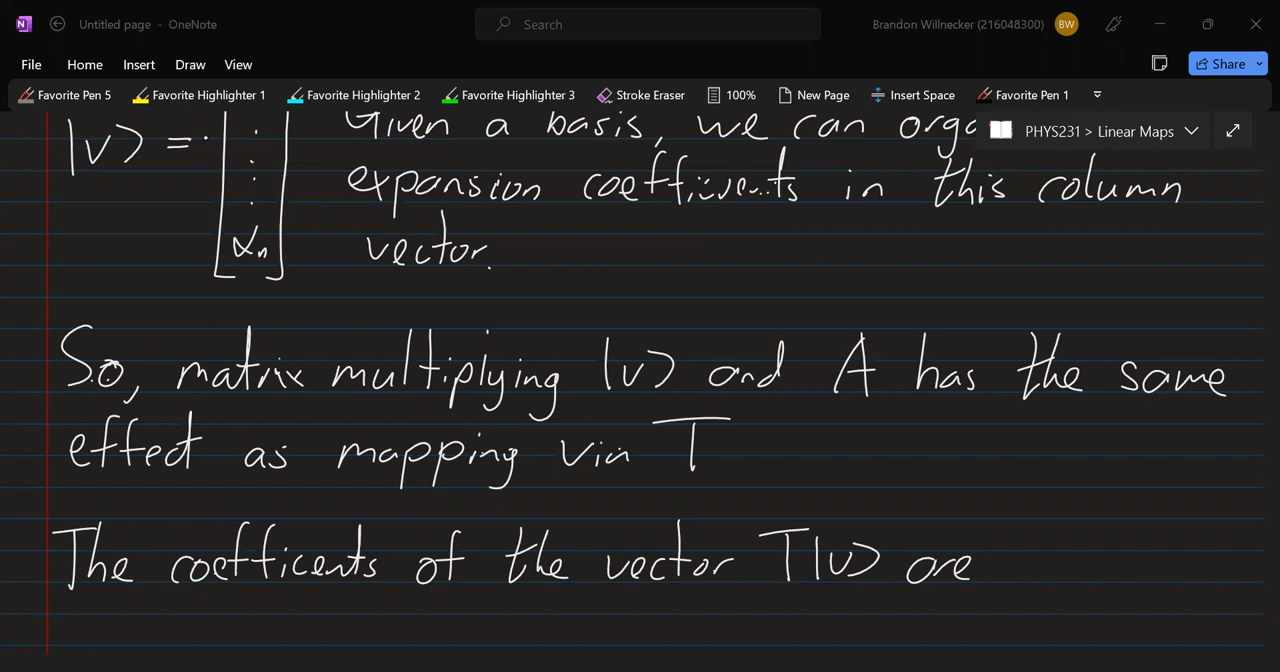 Untitled page - OneNote
Search
Brandon Willnecker (216048300)
BW
File
Home
Insert
Draw
View
Share
Favorite Pen 5
Favorite Highlighter 1
Favorite Highlighter 2
Favorite Highlighter 3
Stroke Eraser
100%
New Page
Insert Space
Favorite Pen 1
PHYS231 > Linear Maps
|v⟩ = [⋮ αn]
Given a basis, we can orga
expansion coefficients in this column
vector.
So, matrix multiplying |v⟩ and A has the same
effect as mapping via T
The coefficents of the vector T|v⟩ are